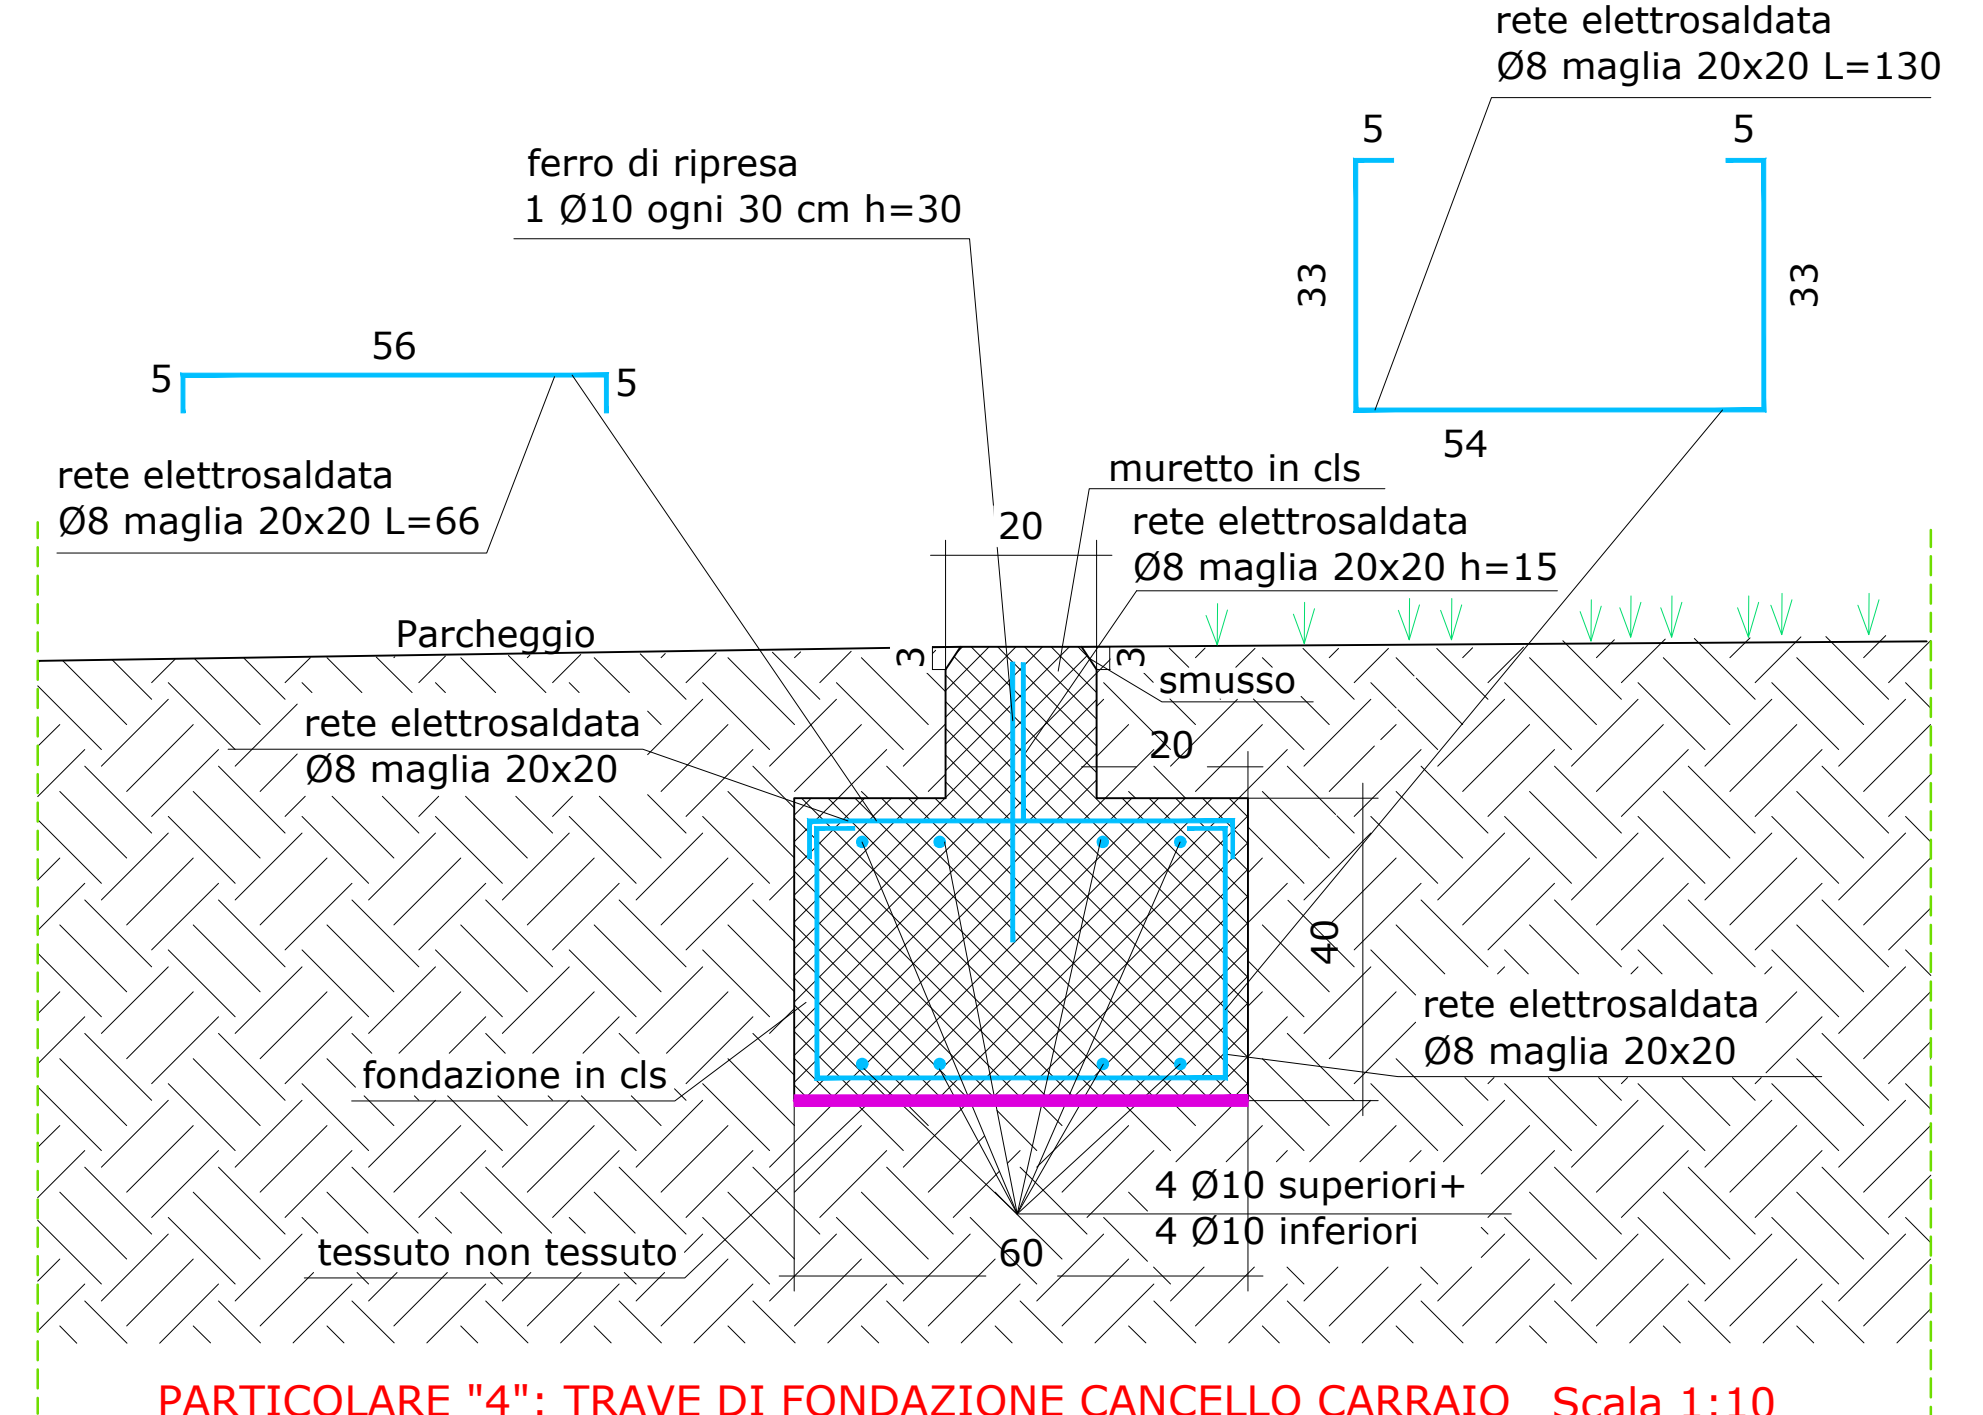 rete elettrosaldata
Ø8 maglia 20x20 L=130
5
5
ferro di ripresa
1 Ø10 ogni 30 cm h=30
33
33
56
5
5
54
rete elettrosaldata
Ø8 maglia 20x20 L=66
muretto in cls
20
rete elettrosaldata
Ø8 maglia 20x20 h=15
Parcheggio
3
3
smusso
rete elettrosaldata
Ø8 maglia 20x20
20
40
rete elettrosaldata
Ø8 maglia 20x20
fondazione in cls
4 Ø10 superiori+
4 Ø10 inferiori
tessuto non tessuto
60
PARTICOLARE "4": TRAVE DI FONDAZIONE CANCELLO CARRAIO Scala 1:10